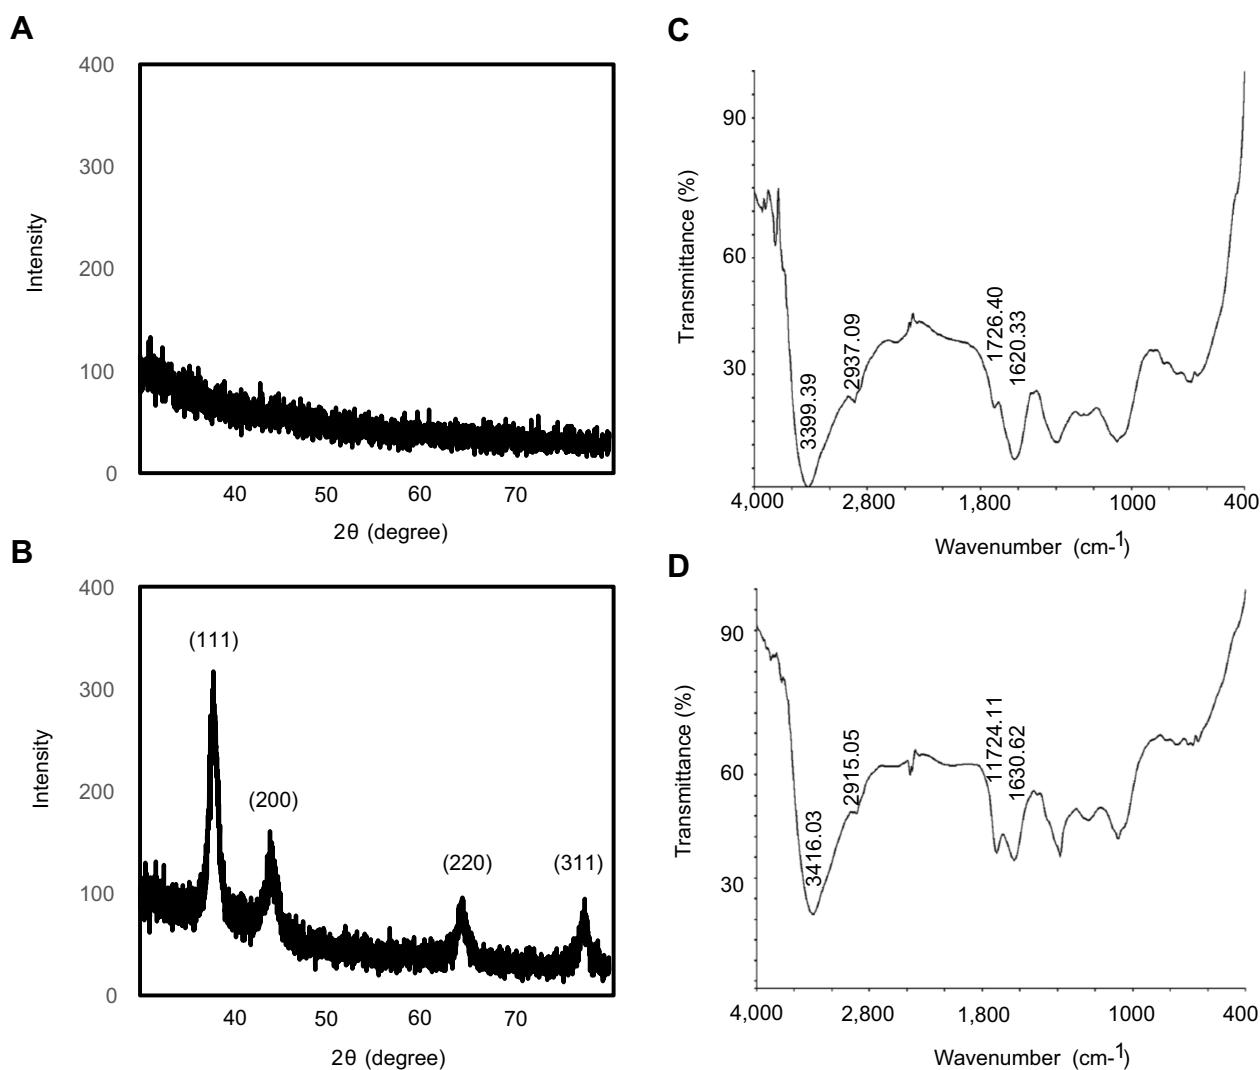 A
400
300
200
100
0
Intensity
40 50 60 70
2θ (degree)
B
400
300
200
100
0
Intensity
(111)
(200)
(220)
(311)
40 50 60 70
2θ (degree)
C
90
60
30
Transmittance (%)
3399.39
2937.09
1726.40
1620.33
4,000 2,800 1,800 1000 400
Wavenumber (cm-1)
D
90
60
30
Transmittance (%)
3416.03
2915.05
11724.11
1630.62
4,000 2,800 1,800 1000 400
Wavenumber (cm-1)